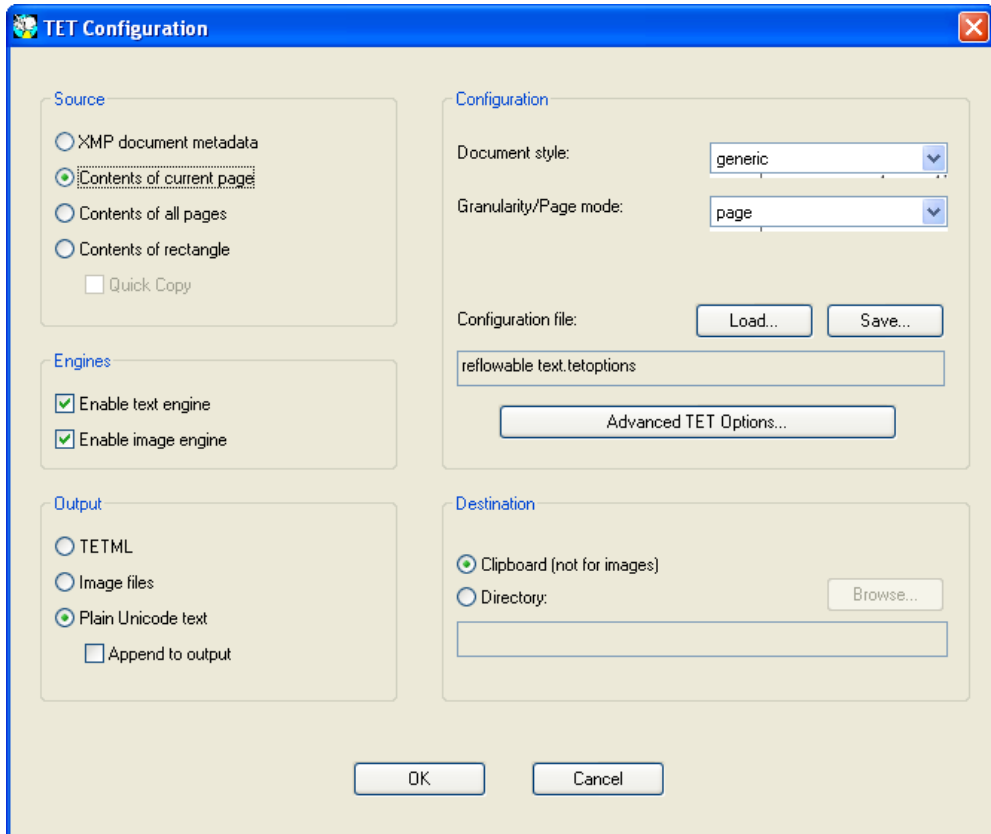 TET Configuration
Source
XMP document metadata
Contents of current page
Contents of all pages
Contents of rectangle
Quick Copy
Engines
Enable text engine
Enable image engine
Output
TETML
Image files
Plain Unicode text
Append to output
Configuration
Document style:
generic
Granularity/Page mode:
page
Configuration file:
Load...
Save...
reflowable text.tetoptions
Advanced TET Options...
Destination
Clipboard (not for images)
Directory:
Browse...
OK
Cancel